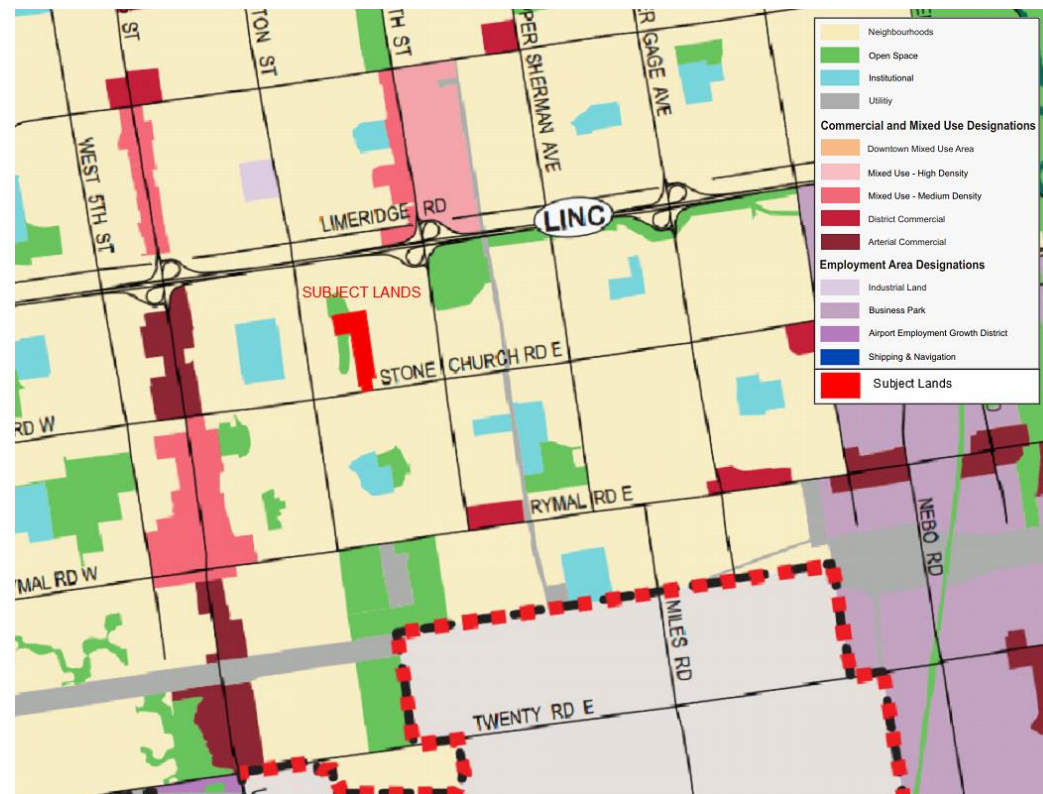 ST
TON ST
TH ST
PER SHERMAN AVE
ER GAGE AVE
WEST 5TH ST
LIMERIDGE RD
LINC
SUBJECT LANDS
STONE CHURCH RD E
RD W
RYMAL RD E
MAL RD W
NEBO RD
MILES RD
TWENTY RD E
Neighbourhoods
Open Space
Institutional
Utilitiy
Commercial and Mixed Use Designations
Downtown Mixed Use Area
Mixed Use - High Density
Mixed Use - Medium Density
District Commercial
Arterial Commercial
Employment Area Designations
Industrial Land
Business Park
Airport Employment Growth District
Shipping & Navigation
Subject Lands